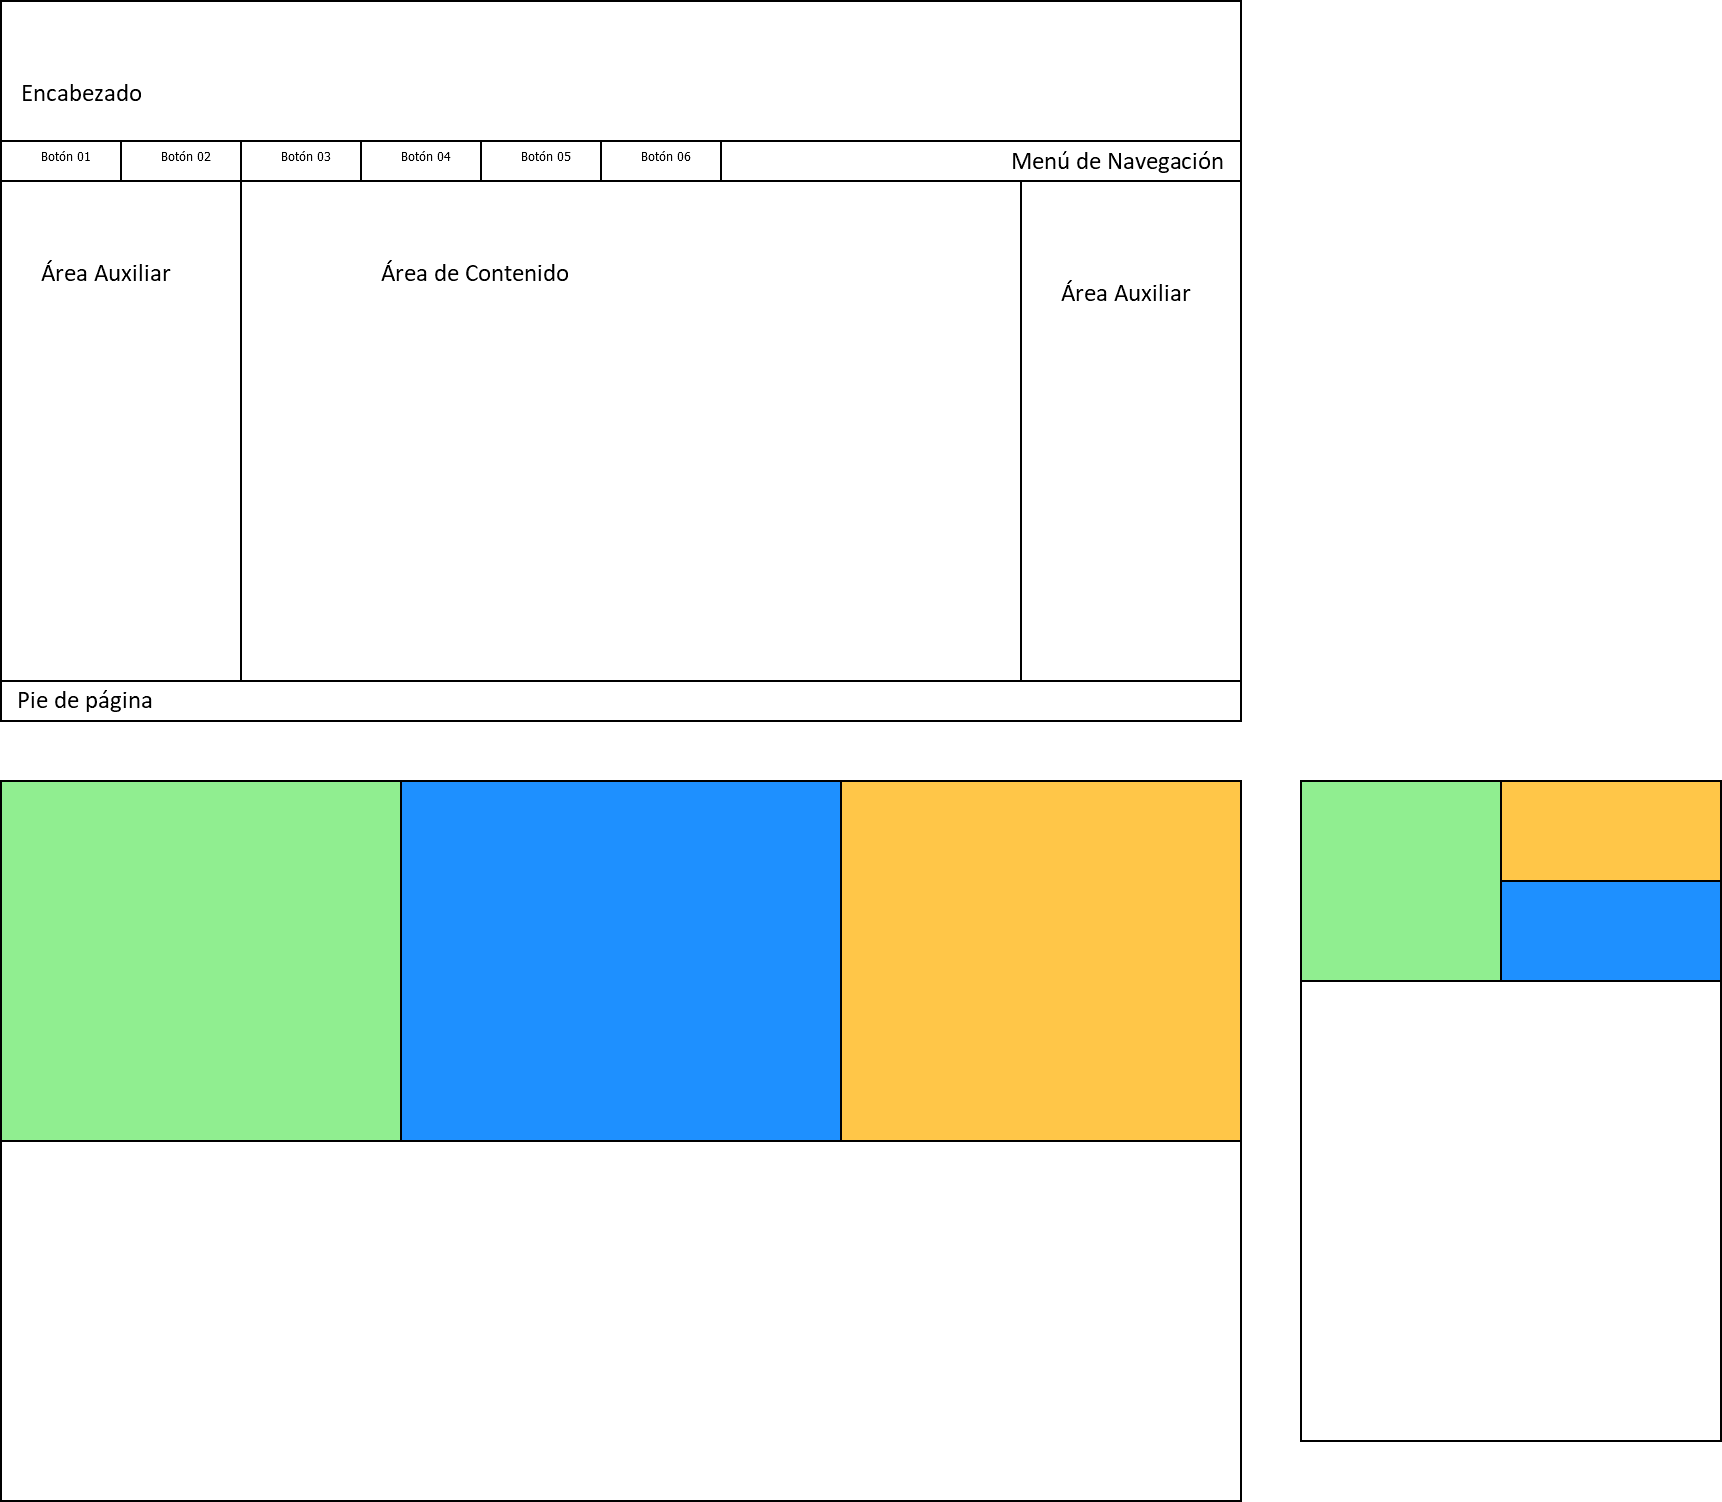 Encabezado
Botón 01
Botón 02
Botón 03
Botón 04
Botón 05
Botón 06
Menú de Navegación
Área Auxiliar
Área de Contenido
Área Auxiliar
Pie de página